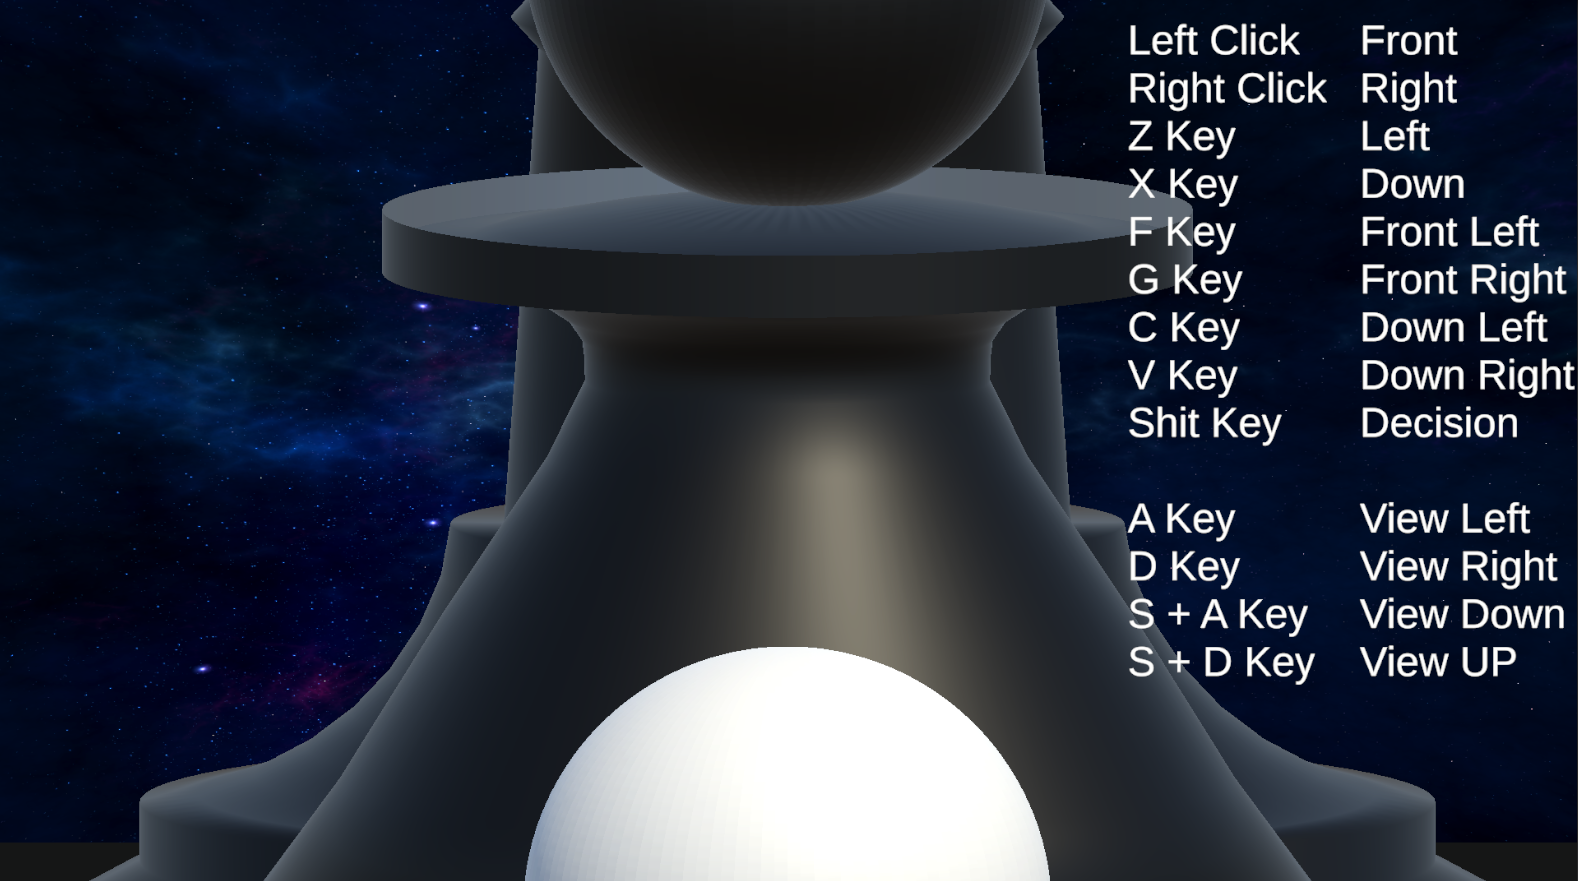 Left Click Front
Right Click Right
Z Key Left
X Key Down
F Key Front Left
G Key Front Right
C Key Down Left
V Key Down Right
Shit Key Decision
A Key View Left
D Key View Right
S + A Key View Down
S + D Key View UP